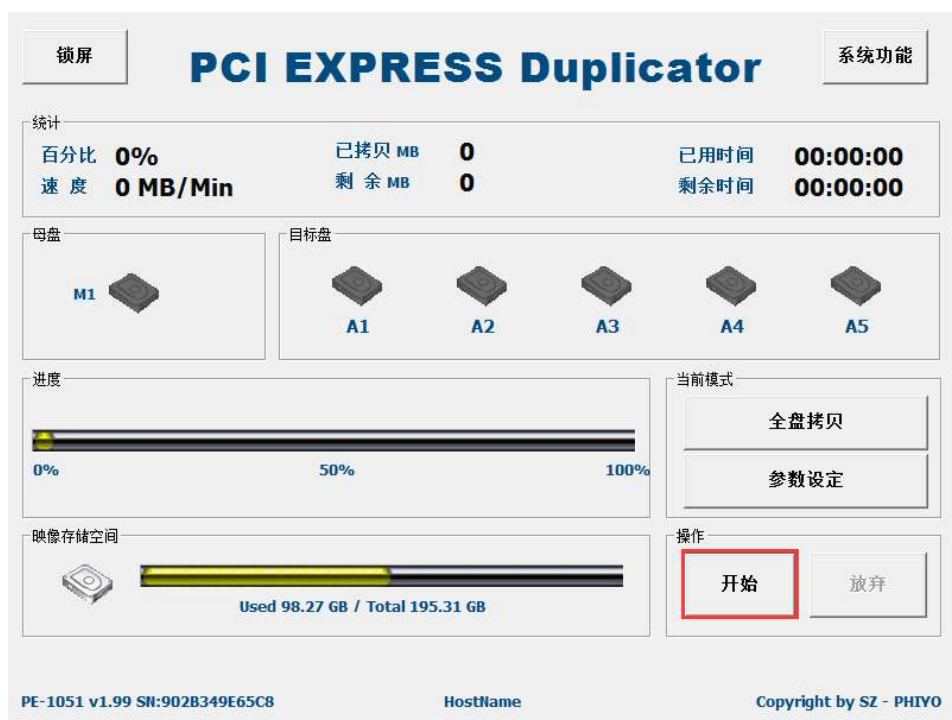 锁屏
PCI EXPRESS Duplicator
系统功能
统计
百分比 0%
已拷贝 MB 0
已用时间 00:00:00
速 度 0 MB/Min
剩 余 MB 0
剩余时间 00:00:00
母盘
目标盘
M1
A1 A2 A3 A4 A5
进度
当前模式
全盘拷贝
0% 50% 100%
参数设定
映像存储空间
操作
开始
放弃
Used 98.27 GB / Total 195.31 GB
PE-1051 v1.99 SN:902B349E65C8
HostName
Copyright by SZ - PHIYO